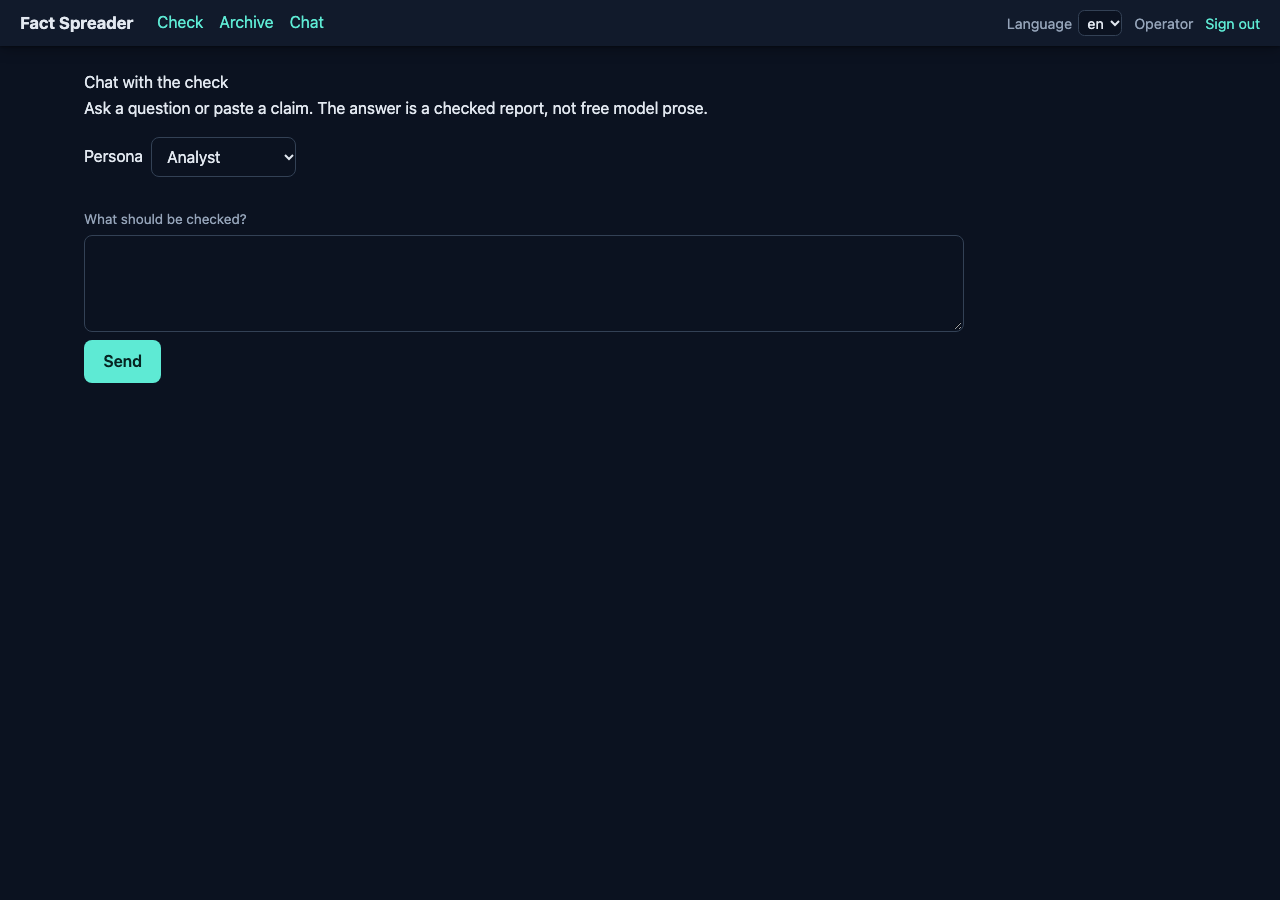 Fact Spreader Check Archive Chat Language en Operator Sign out
Chat with the check
Ask a question or paste a claim. The answer is a checked report, not free model prose.
Persona Analyst
What should be checked?
Send